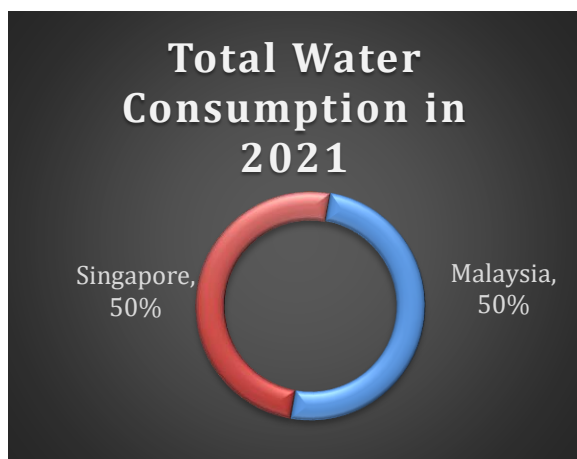 Total Water
Consumption in
2021
Singapore,
50%
Malaysia,
50%